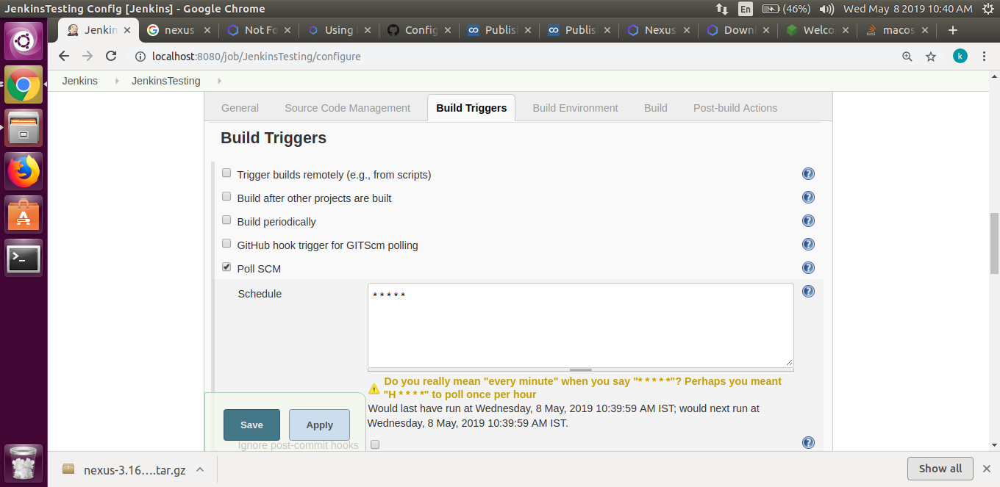 JenkinsTesting Config [Jenkins] - Google Chrome
En (46%) Wed May 8 2019 10:40 AM
Jenkin nexus Not Fo Using Config Publis Publis Nexus Down Welco macos
localhost:8080/job/JenkinsTesting/configure k
Jenkins JenkinsTesting
General Source Code Management Build Triggers Build Environment Build Post-build Actions
Build Triggers
Trigger builds remotely (e.g., from scripts)
Build after other projects are built
Build periodically
GitHub hook trigger for GITScm polling
Poll SCM
Schedule
* * * * *
Do you really mean "every minute" when you say "* * * * *"? Perhaps you meant
"H * * * *" to poll once per hour
Would last have run at Wednesday, 8 May, 2019 10:39:59 AM IST; would next run at
Wednesday, 8 May, 2019 10:39:59 AM IST.
Save Apply
Ignore post-commit hooks
nexus-3.16....tar.gz Show all